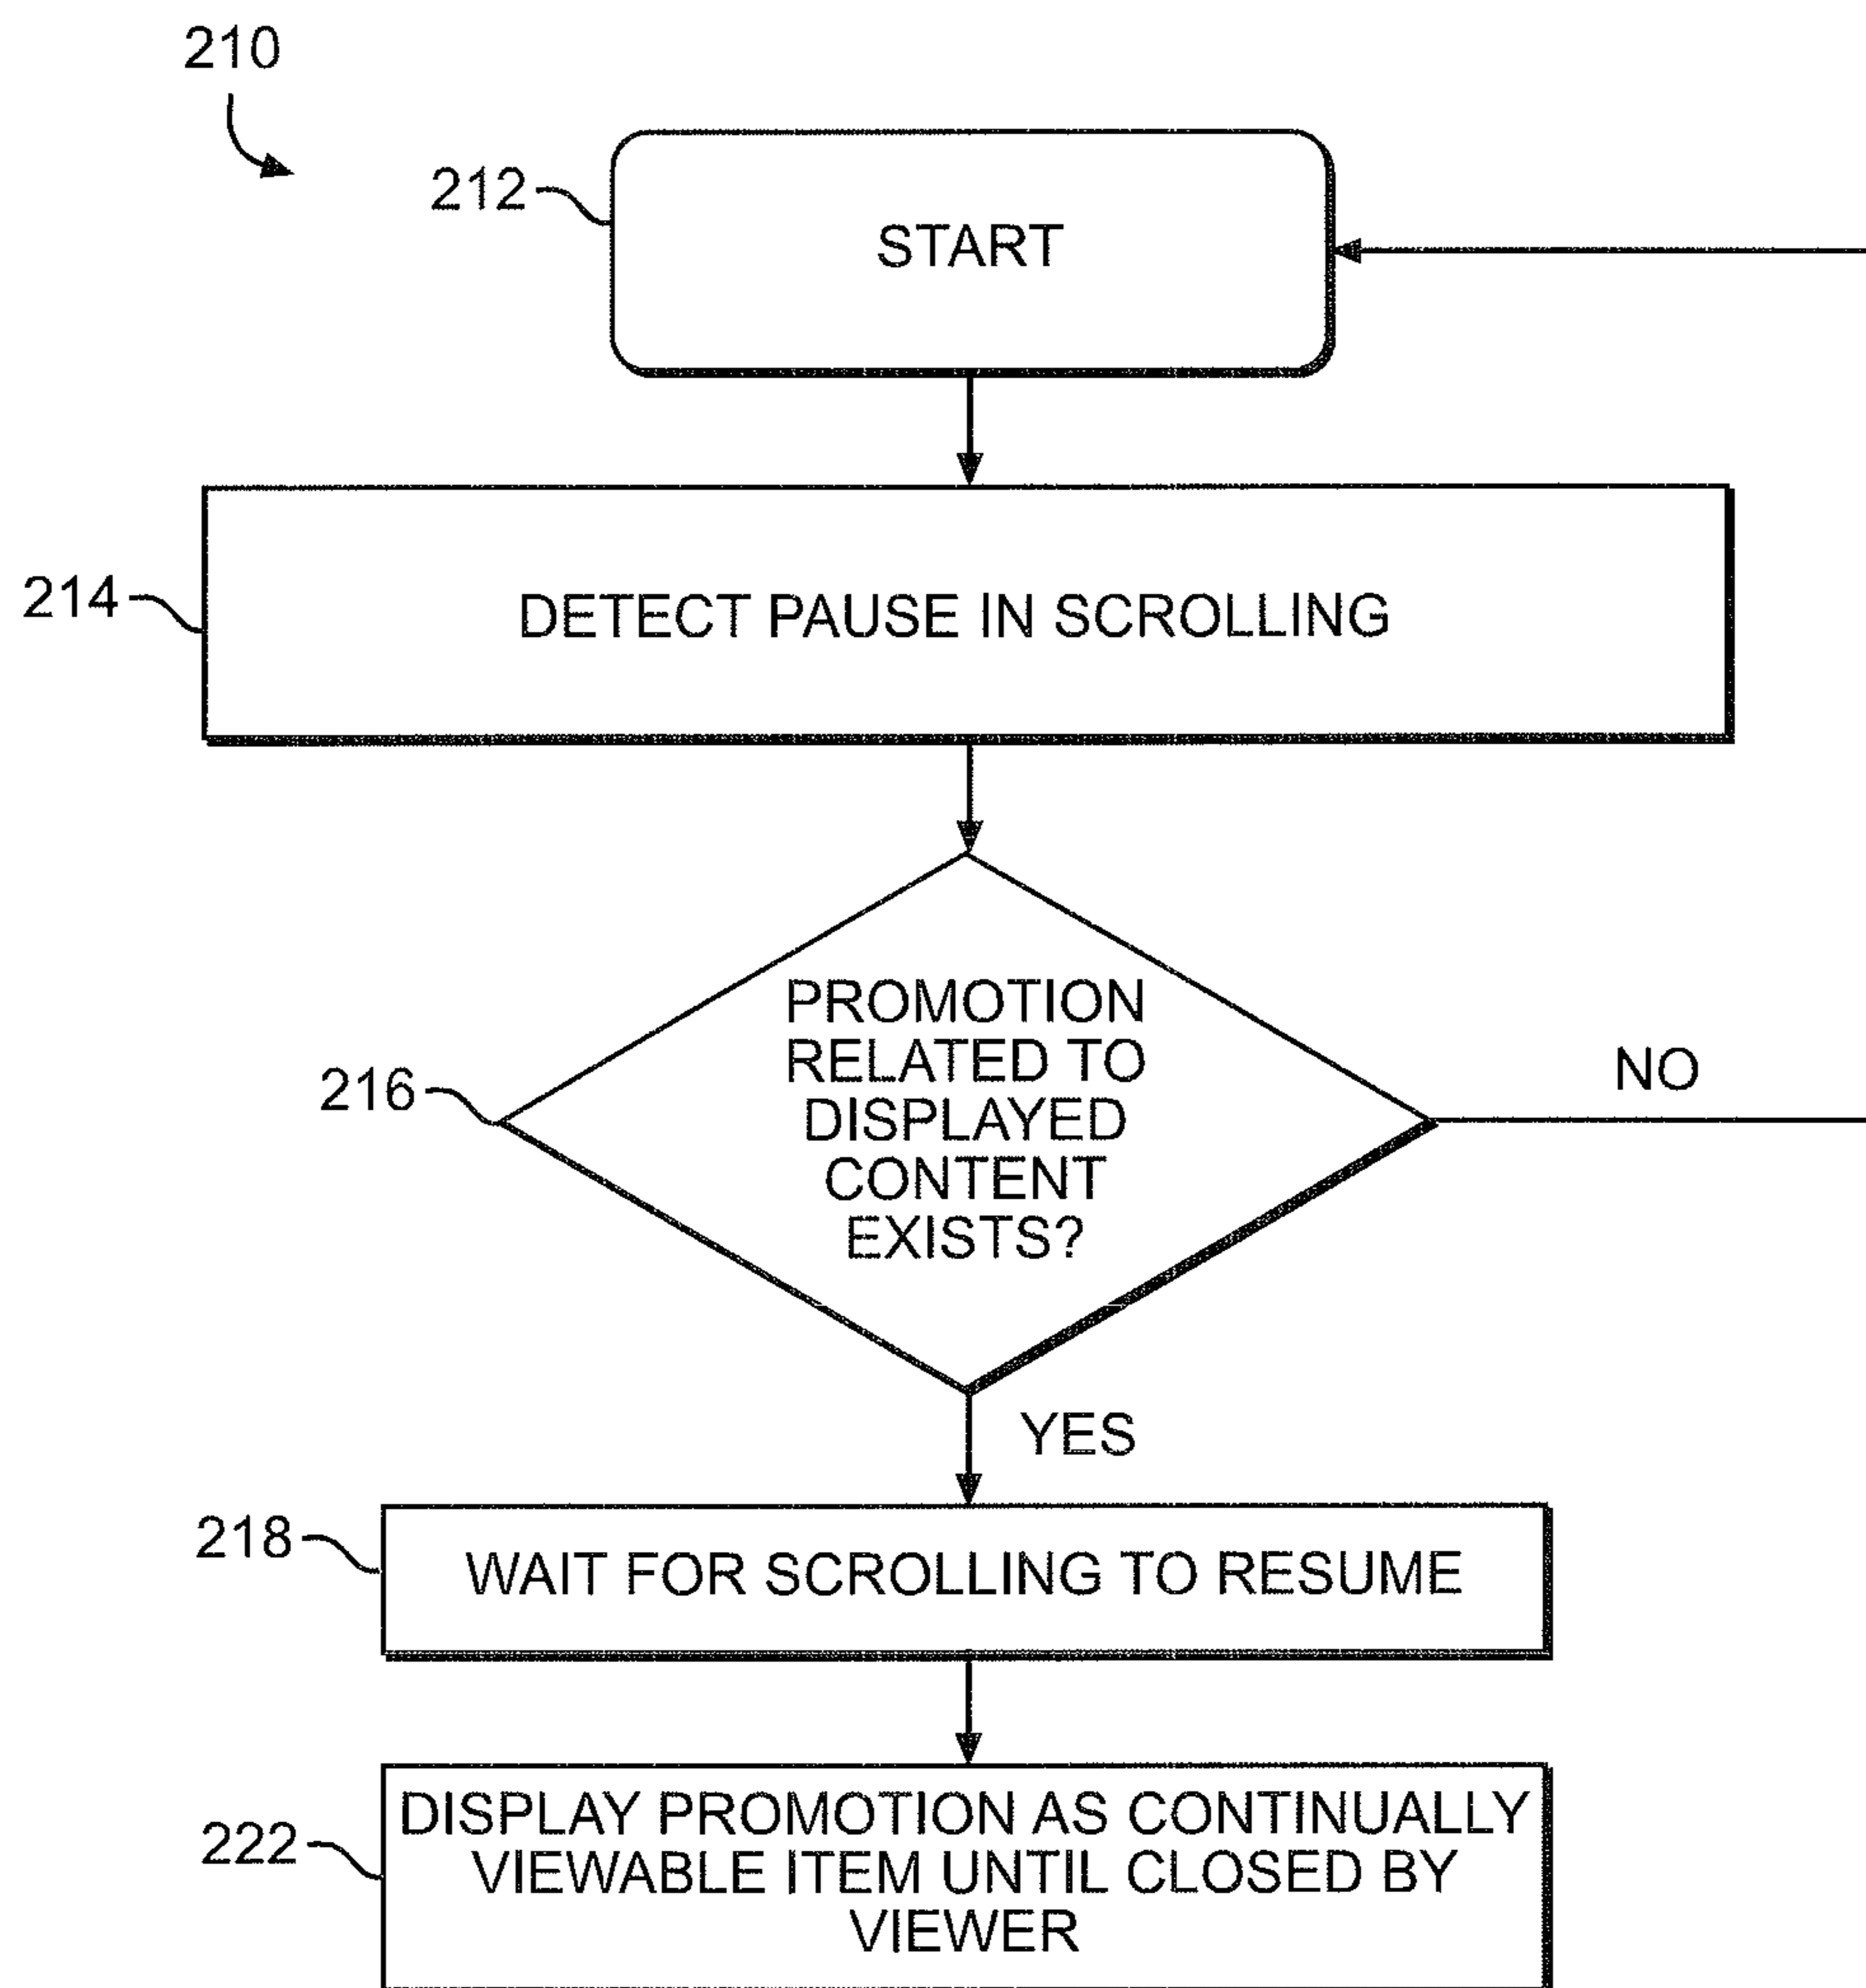 210
212
START
214
DETECT PAUSE IN SCROLLING
216
PROMOTION
RELATED TO
DISPLAYED
CONTENT
EXISTS?
NO
YES
218
WAIT FOR SCROLLING TO RESUME
222
DISPLAY PROMOTION AS CONTINUALLY
VIEWABLE ITEM UNTIL CLOSED BY
VIEWER